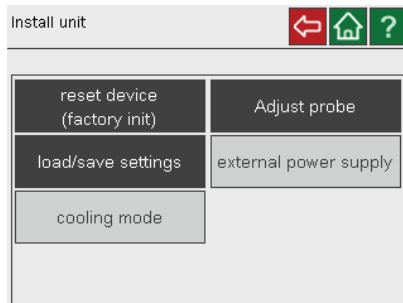 Install unit
?
reset device
(factory init)
Adjust probe
load/save settings
external power supply
cooling mode